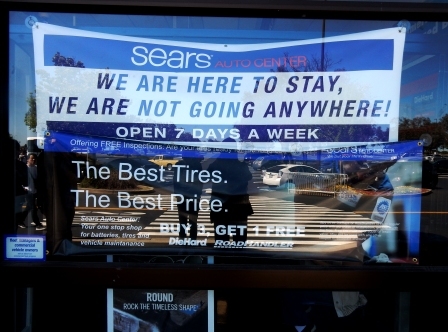 Sears AUTO CENTER
WE ARE HERE TO STAY,
WE ARE NOT GOING ANYWHERE!
OPEN 7 DAYS A WEEK
Offering FREE Inspections. Are your
The Best Tires.
The Best Price.
Sears Auto Center:
Your one stop shop
for batteries, tires and
vehicle maintenance
BUY 3, GET 1 FREE
DieHard ROADHANDLER
ROUND
ROCK THE TIMELESS SHAPE